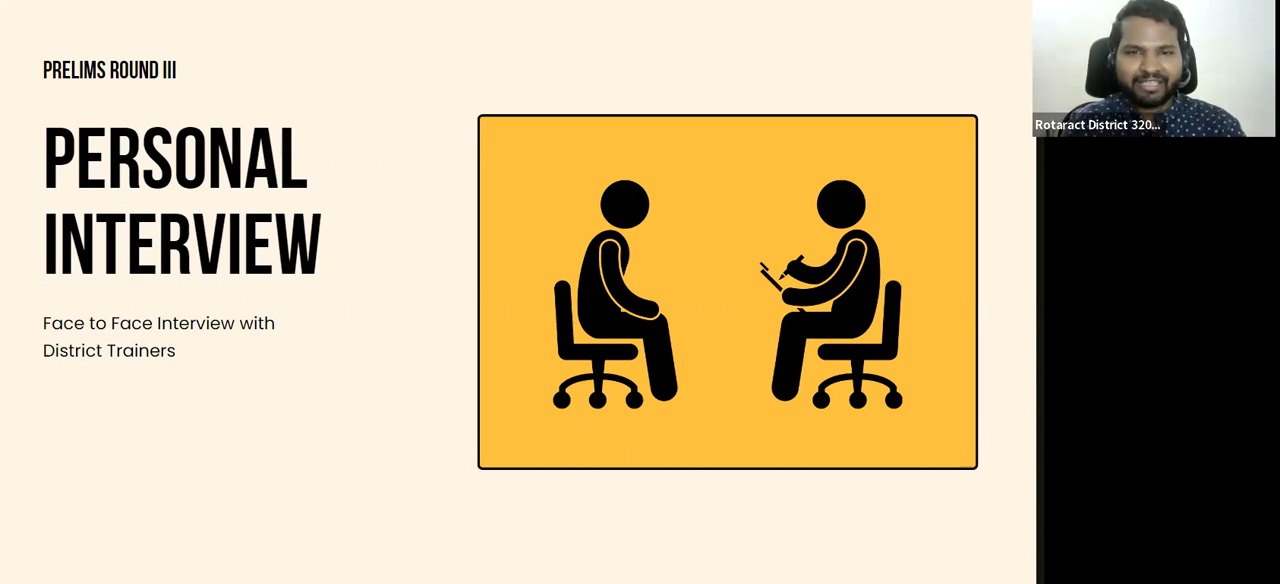 PRELIMS ROUND III
PERSONAL
INTERVIEW
Face to Face Interview with
District Trainers
Rotaract District 320...